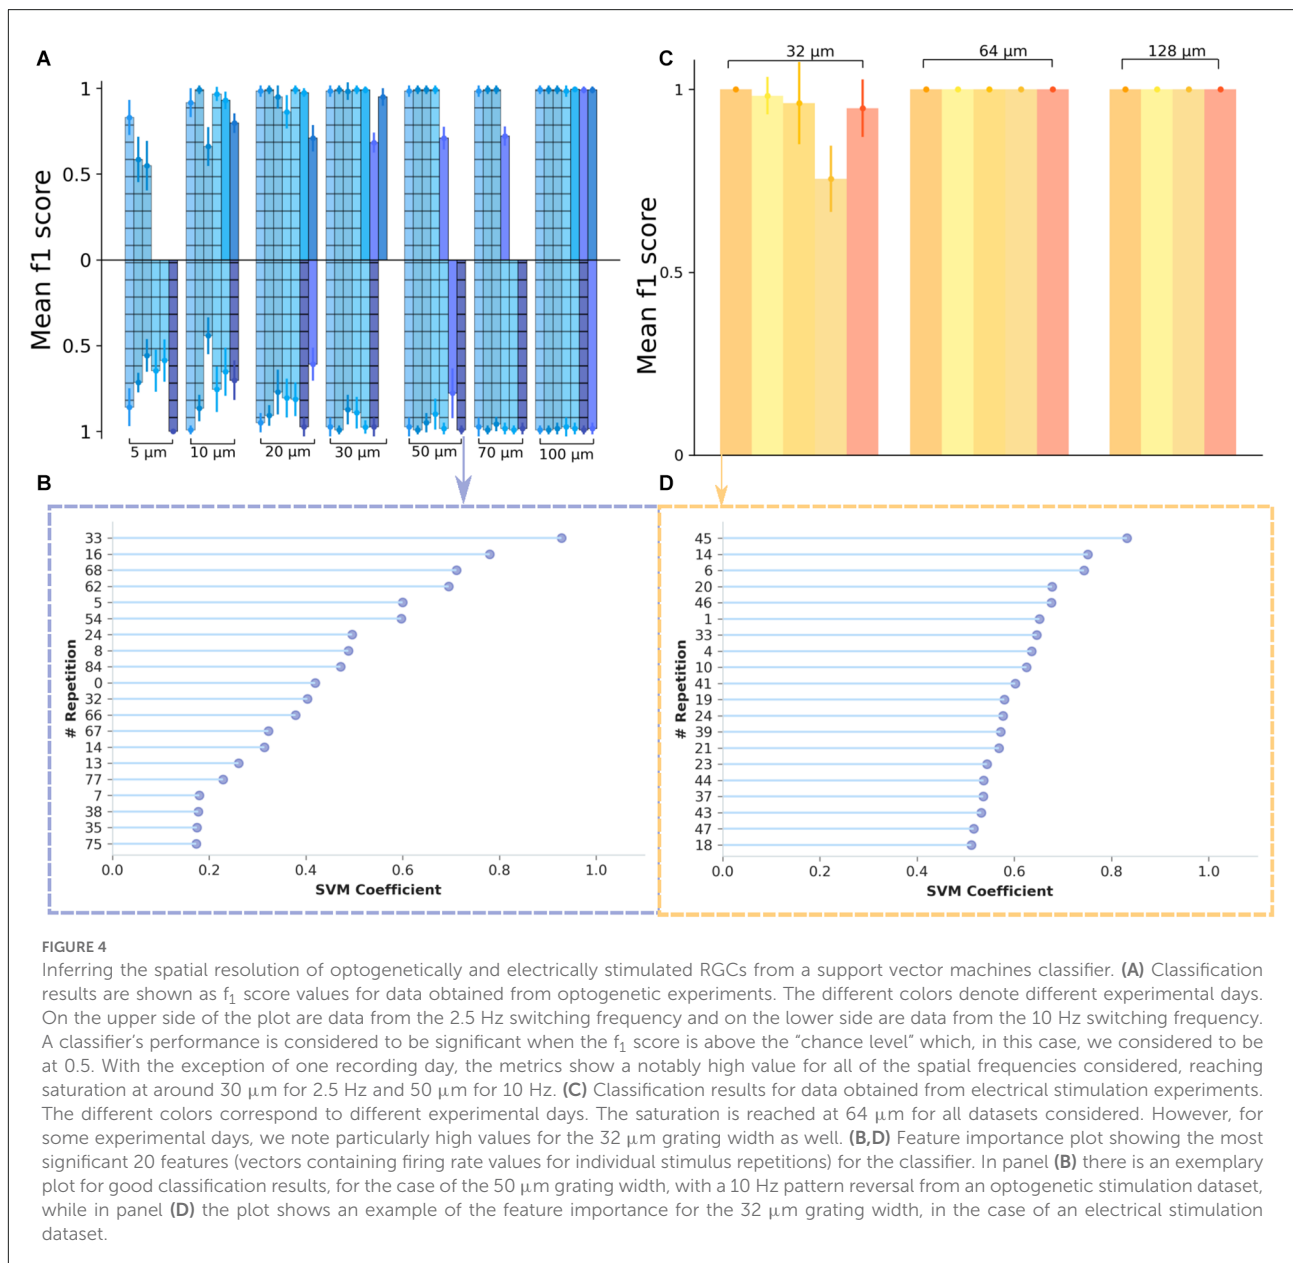 A
Mean f1 score
1
0.5
0
0.5
1
5 μm
10 μm
20 μm
30 μm
50 μm
70 μm
100 μm
C
32 μm
64 μm
128 μm
Mean f1 score
1
0.5
0
B
# Repetition
33
16
68
62
5
54
24
8
84
0
32
66
67
14
13
77
7
38
35
75
0.0
0.2
0.4
0.6
0.8
1.0
SVM Coefficient
D
# Repetition
45
14
6
20
46
1
33
4
10
41
19
24
39
21
23
44
37
43
47
18
0.0
0.2
0.4
0.6
0.8
1.0
SVM Coefficient
FIGURE 4
Inferring the spatial resolution of optogenetically and electrically stimulated RGCs from a support vector machines classifier. (A) Classification
results are shown as f₁ score values for data obtained from optogenetic experiments. The different colors denote different experimental days.
On the upper side of the plot are data from the 2.5 Hz switching frequency and on the lower side are data from the 10 Hz switching frequency.
A classifier's performance is considered to be significant when the f₁ score is above the "chance level" which, in this case, we considered to be
at 0.5. With the exception of one recording day, the metrics show a notably high value for all of the spatial frequencies considered, reaching
saturation at around 30 μm for 2.5 Hz and 50 μm for 10 Hz. (C) Classification results for data obtained from electrical stimulation experiments.
The different colors correspond to different experimental days. The saturation is reached at 64 μm for all datasets considered. However, for
some experimental days, we note particularly high values for the 32 μm grating width as well. (B,D) Feature importance plot showing the most
significant 20 features (vectors containing firing rate values for individual stimulus repetitions) for the classifier. In panel (B) there is an exemplary
plot for good classification results, for the case of the 50 μm grating width, with a 10 Hz pattern reversal from an optogenetic stimulation dataset,
while in panel (D) the plot shows an example of the feature importance for the 32 μm grating width, in the case of an electrical stimulation
dataset.